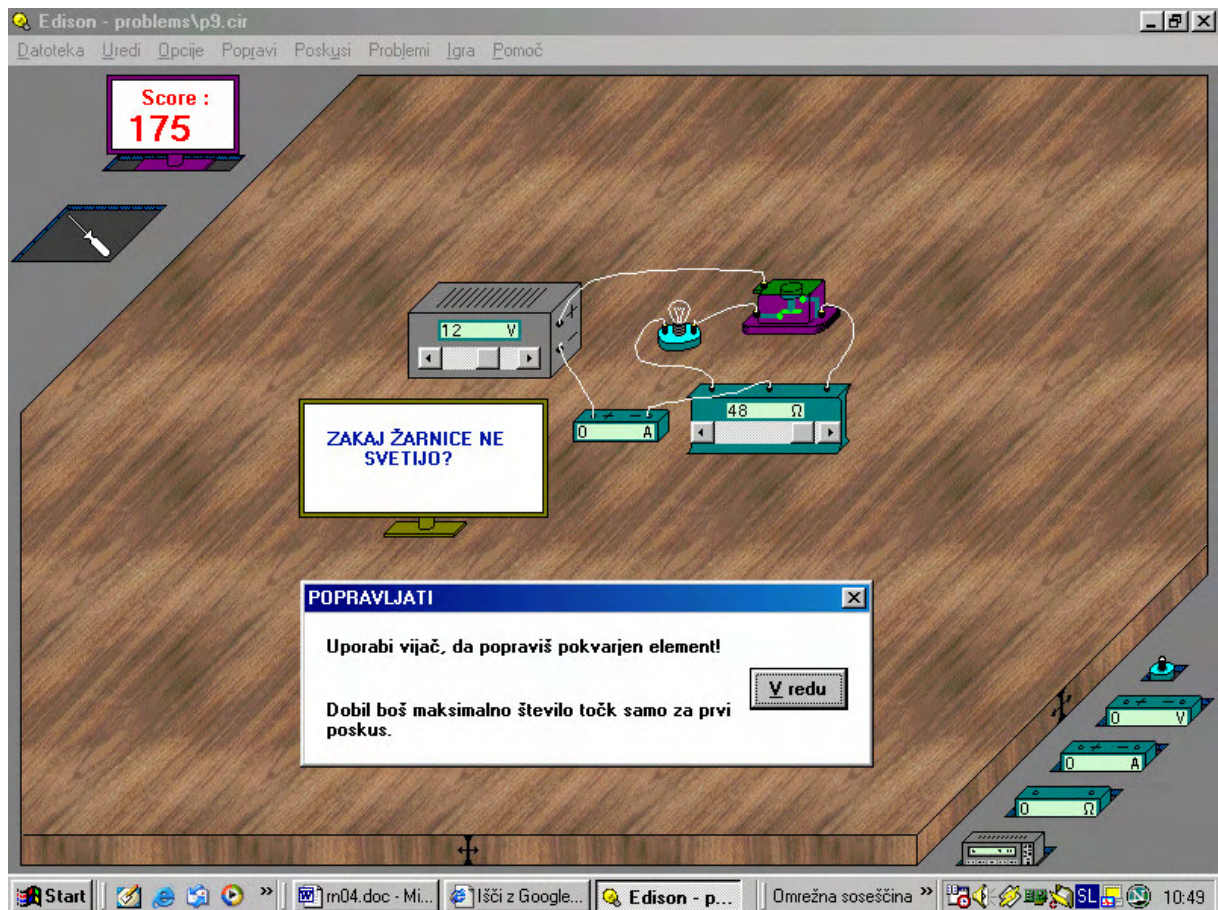 Edison - problems\p9.cir
Datoteka Uredi Opcije Popravi Poskusi Problemi Igra Pomoč
Score :
175
12 V
48 Ω
0 A
ZAKAJ ŽARNICE NE
SVETIJO?
POPRAVLJATI
Uporabi vijač, da popraviš pokvarjen element!
V redu
Dobil boš maksimalno število točk samo za prvi
poskus.
0 V
0 A
0 Ω
Start » rn04.doc - Mi... Išči z Google... Edison - p... Omrežna soseščina » SL N 10:49